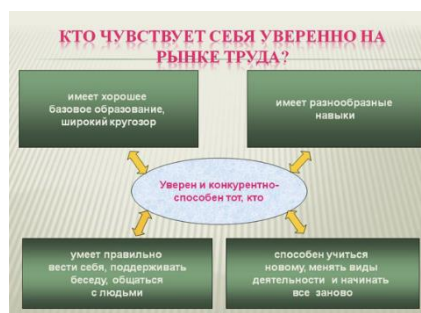 КТО ЧУВСТВУЕТ СЕБЯ УВЕРЕННО НА
РЫНКЕ ТРУДА?
имеет хорошее
базовое образование,
широкий кругозор
имеет разнообразные
навыки
Уверен и конкурентно-
способен тот, кто
умеет правильно
вести себя, поддерживать
беседу, общаться
с людьми
способен учиться
новому, менять виды
деятельности и начинать
все заново